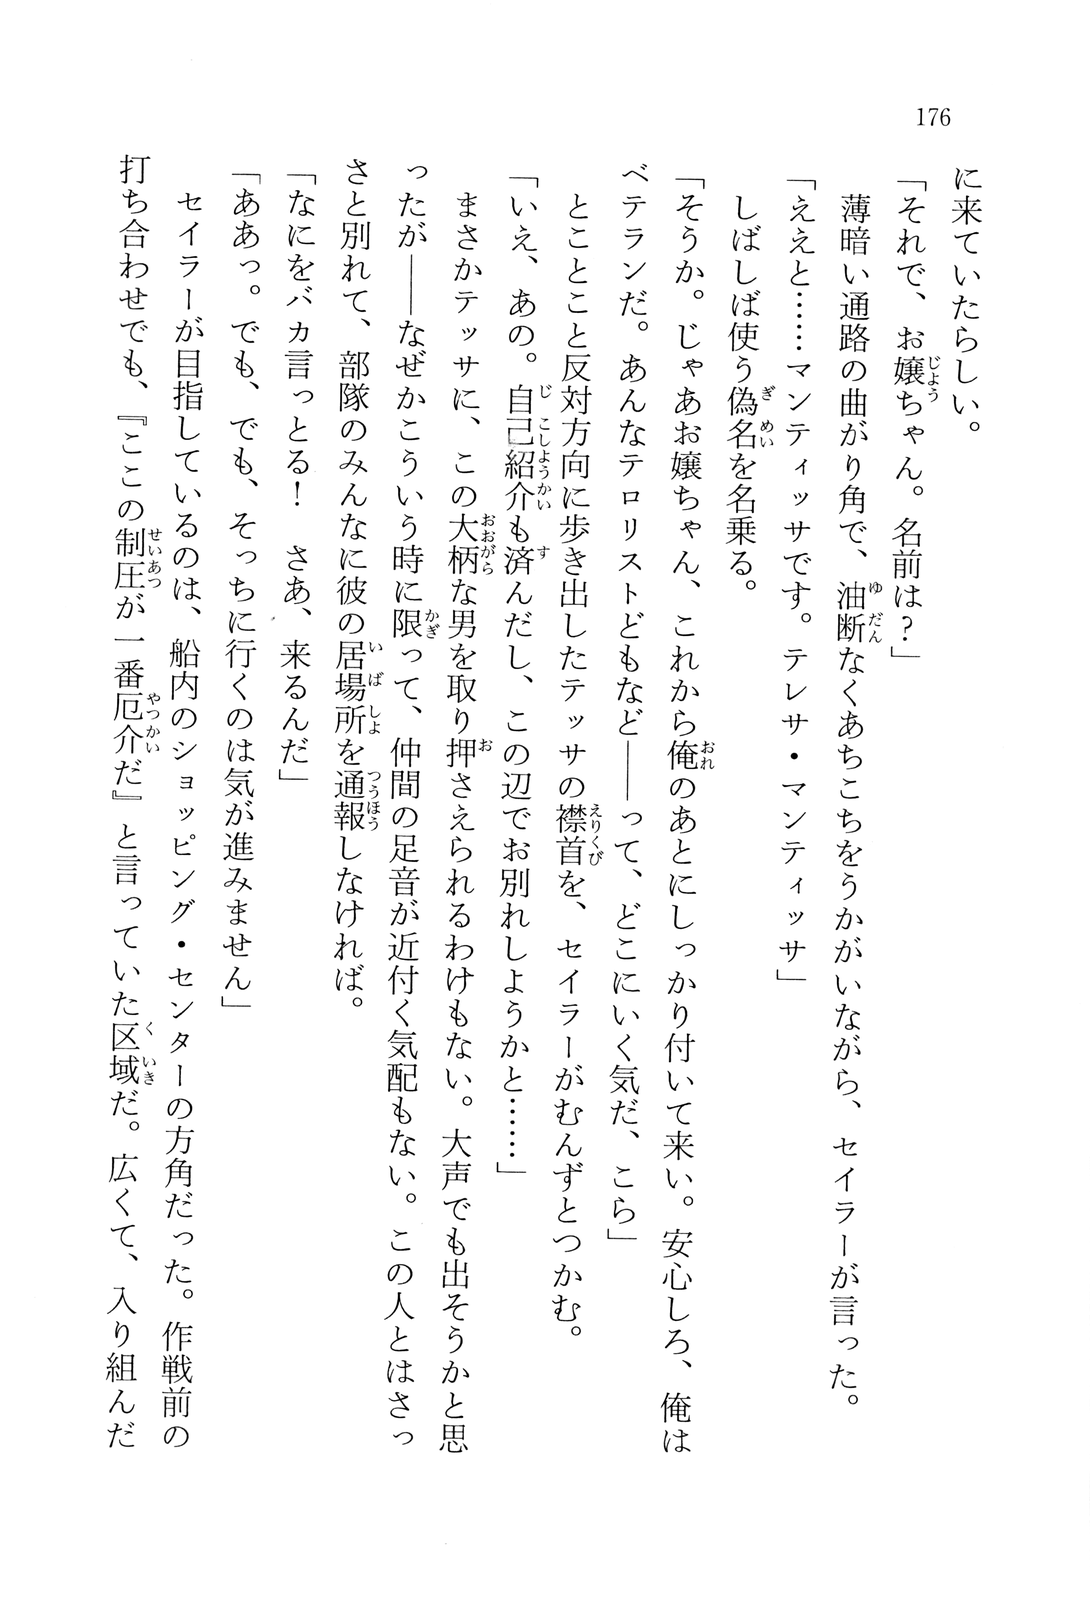 176
に来ていたらしい。
「それで、お嬢ちゃん。名前は？」
薄暗い通路の曲がり角で、油断なくあちこちをうかがいながら、セイラーが言った。
「ええと……マンティッサです。テレサ・マンティッサ」
しばしば使う偽名を名乗る。
「そうか。じゃあお嬢ちゃん、これから俺のあとにしっかり付いて来い。安心しろ、俺は
ベテランだ。あんなテロリストどもなど――って、どこにいく気だ、こら」
とことこと反対方向に歩き出したテッサの襟首を、セイラーがむんずとつかむ。
「いえ、あの。自己紹介も済んだし、この辺でお別れしようかと……」
まさかテッサに、この大柄な男を取り押さえられるわけもない。大声でも出そうかと思
ったが――なぜかこういう時に限って、仲間の足音が近付く気配もない。この人とはさっ
さと別れて、部隊のみんなに彼の居場所を通報しなければ。
「なにをバカ言っとる！　さあ、来るんだ」
「ああっ。でも、でも、そっちに行くのは気が進みません」
セイラーが目指しているのは、船内のショッピング・センターの方角だった。作戦前の
打ち合わせでも、『ここの制圧が一番厄介だ』と言っていた区域だ。広くて、入り組んだ